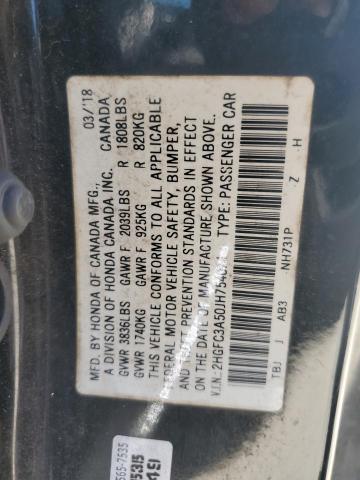 MFD. BY HONDA OF CANADA MFG., 03/'18
A DIVISION OF HONDA CANADA INC. CANADA
GVWR 3836LBS GAWR F 2039LBS R 1808LBS
GVWR 1740KG GAWR F 925KG R 820KG
THIS VEHICLE CONFORMS TO ALL APPLICABLE
FEDERAL MOTOR VEHICLE SAFETY, BUMPER,
AND THEFT PREVENTION STANDARDS IN EFFECT
ON THE DATE OF MANUFACTURE SHOWN ABOVE.
V.I.N.: TYPE: PASSENGER CAR
TBJ J AB3 NH731P Z H
565-7535